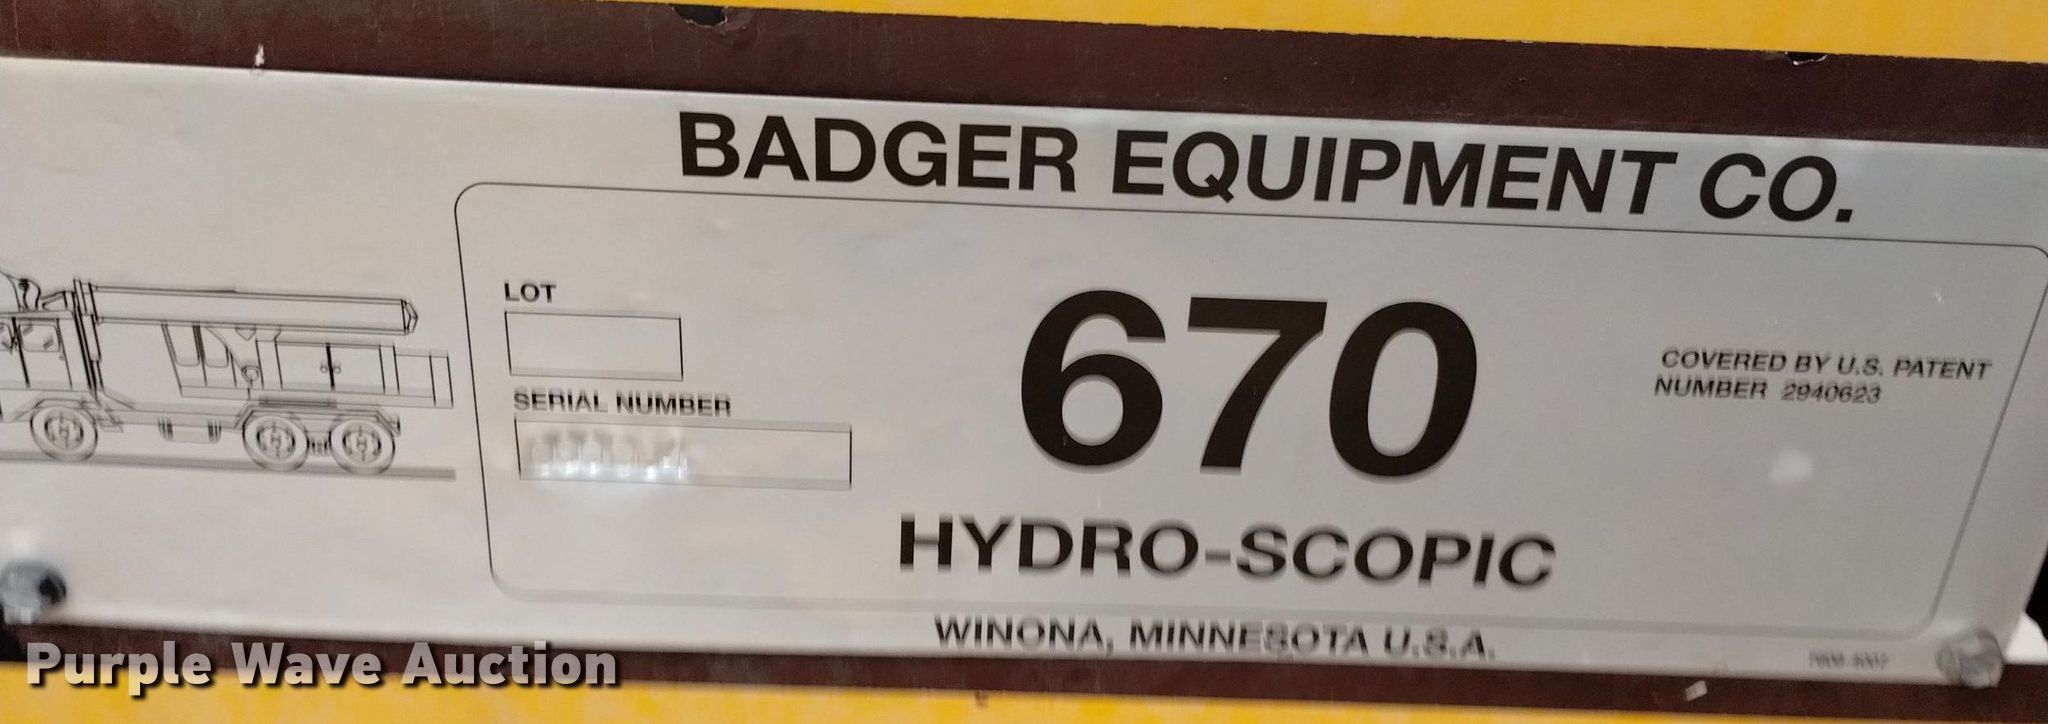 BADGER EQUIPMENT CO.
LOT
670
COVERED BY U.S. PATENT
NUMBER 2940623
SERIAL NUMBER
HYDRO-SCOPIC
WINONA, MINNESOTA U.S.A.
Purple Wave Auction